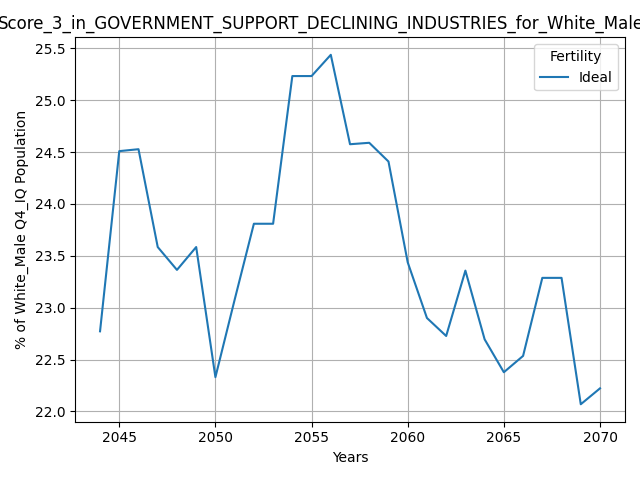 Score_3_in_GOVERNMENT_SUPPORT_DECLINING_INDUSTRIES_for_White_Male
25.5
25.0
24.5
24.0
23.5
23.0
22.5
22.0
% of White_Male Q4_IQ Population
Fertility
Ideal
2045 2050 2055 2060 2065 2070
Years